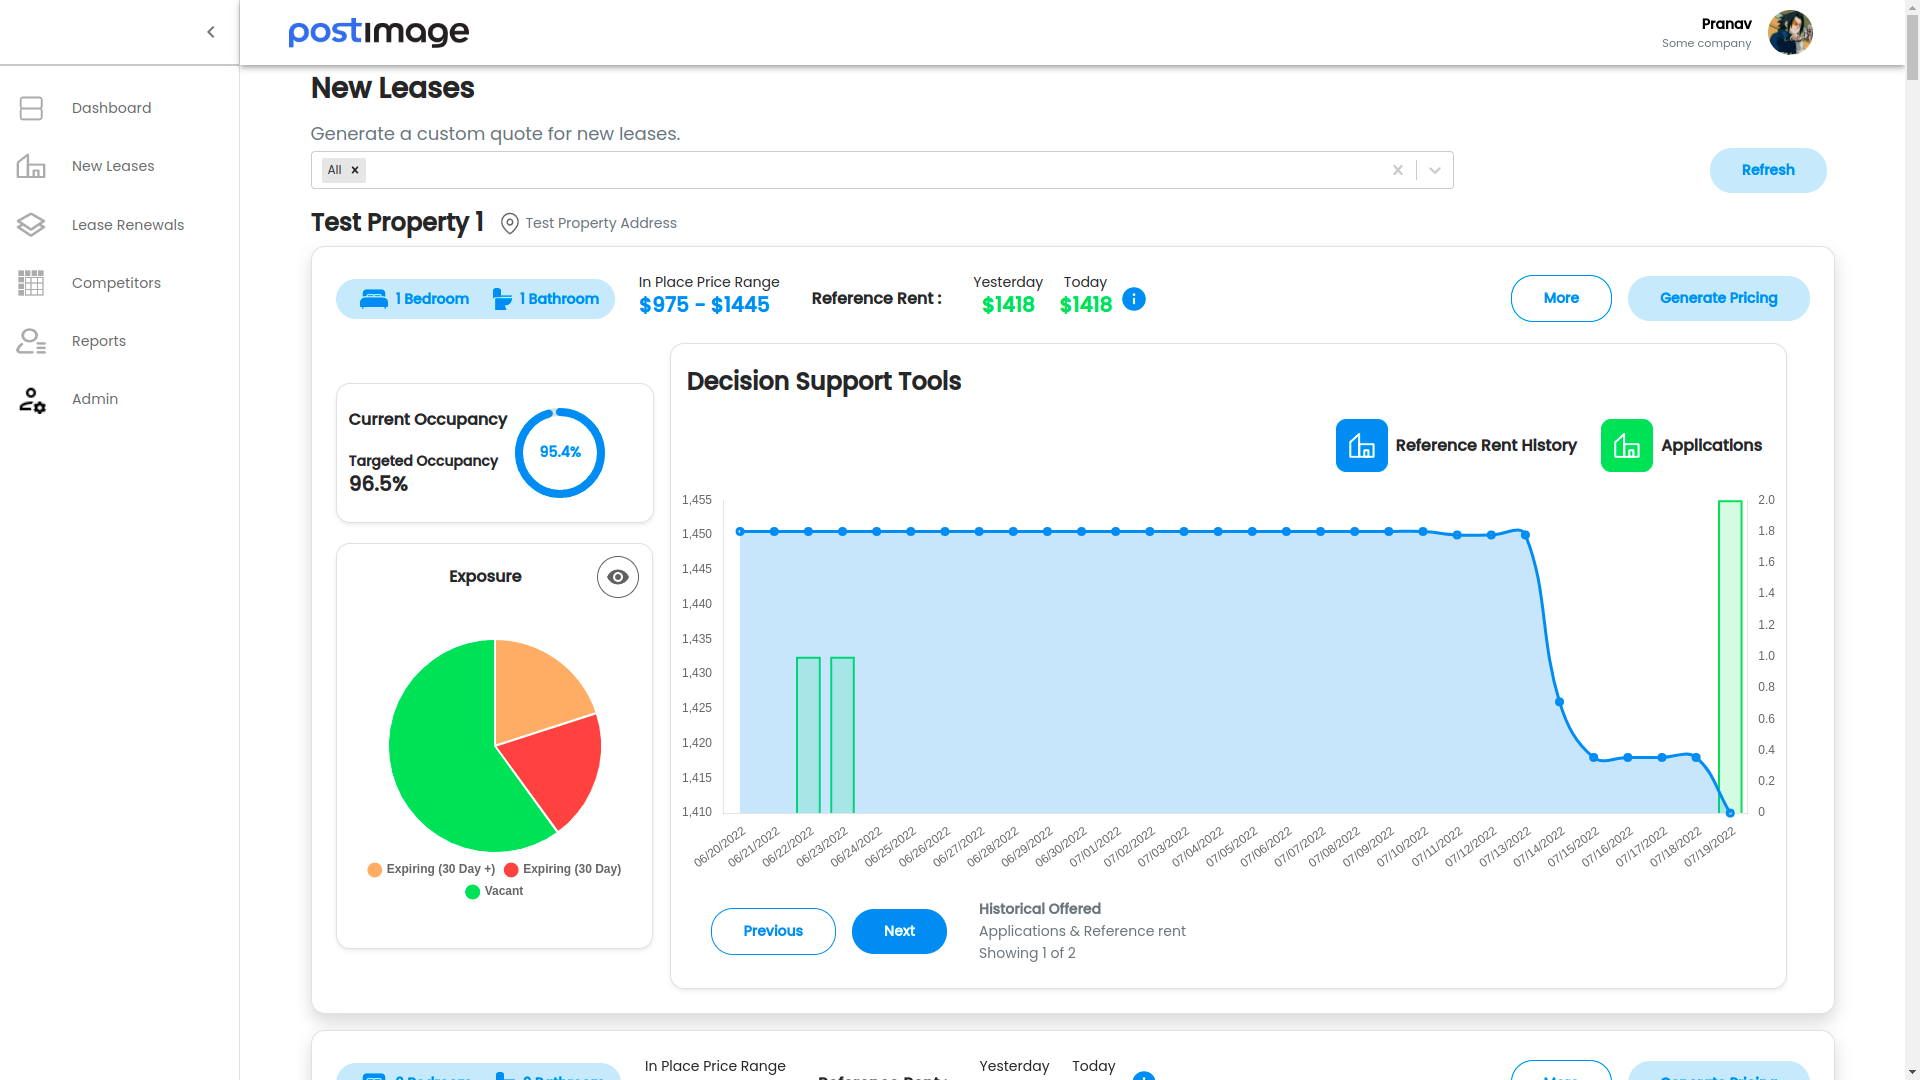 postimage
Pranav
Some company
Dashboard
New Leases
Lease Renewals
Competitors
Reports
Admin
New Leases
Generate a custom quote for new leases.
All
Refresh
Test Property 1
Test Property Address
1 Bedroom
1 Bathroom
In Place Price Range
$975 - $1445
Reference Rent :
Yesterday
$1418
Today
$1418
More
Generate Pricing
Current Occupancy
Targeted Occupancy
96.5%
95.4%
Exposure
Expiring (30 Day +)
Expiring (30 Day)
Vacant
Decision Support Tools
Reference Rent History
Applications
1,455
1,450
1,445
1,440
1,435
1,430
1,425
1,420
1,415
1,410
2.0
1.8
1.6
1.4
1.2
1.0
0.8
0.6
0.4
0.2
0
06/20/2022
06/21/2022
06/22/2022
06/23/2022
06/24/2022
06/25/2022
06/26/2022
06/27/2022
06/28/2022
06/29/2022
06/30/2022
07/01/2022
07/02/2022
07/03/2022
07/04/2022
07/05/2022
07/06/2022
07/07/2022
07/08/2022
07/09/2022
07/10/2022
07/11/2022
07/12/2022
07/13/2022
07/14/2022
07/15/2022
07/16/2022
07/17/2022
07/18/2022
07/19/2022
Previous
Next
Historical Offered
Applications & Reference rent
Showing 1 of 2
In Place Price Range
Yesterday
Today